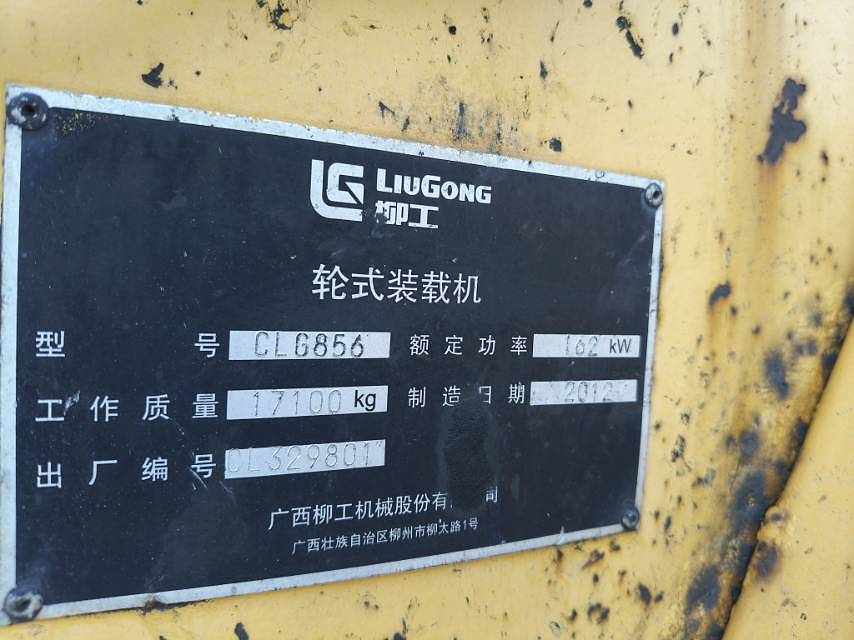 LG LIUGONG
柳工
轮式装载机
型号 CLG856 额定功率 162 kW
工作质量 17100 kg 制造日期 2012
出厂编号 CL329801
广西柳工机械股份有 司
广西壮族自治区柳州市柳太路1号